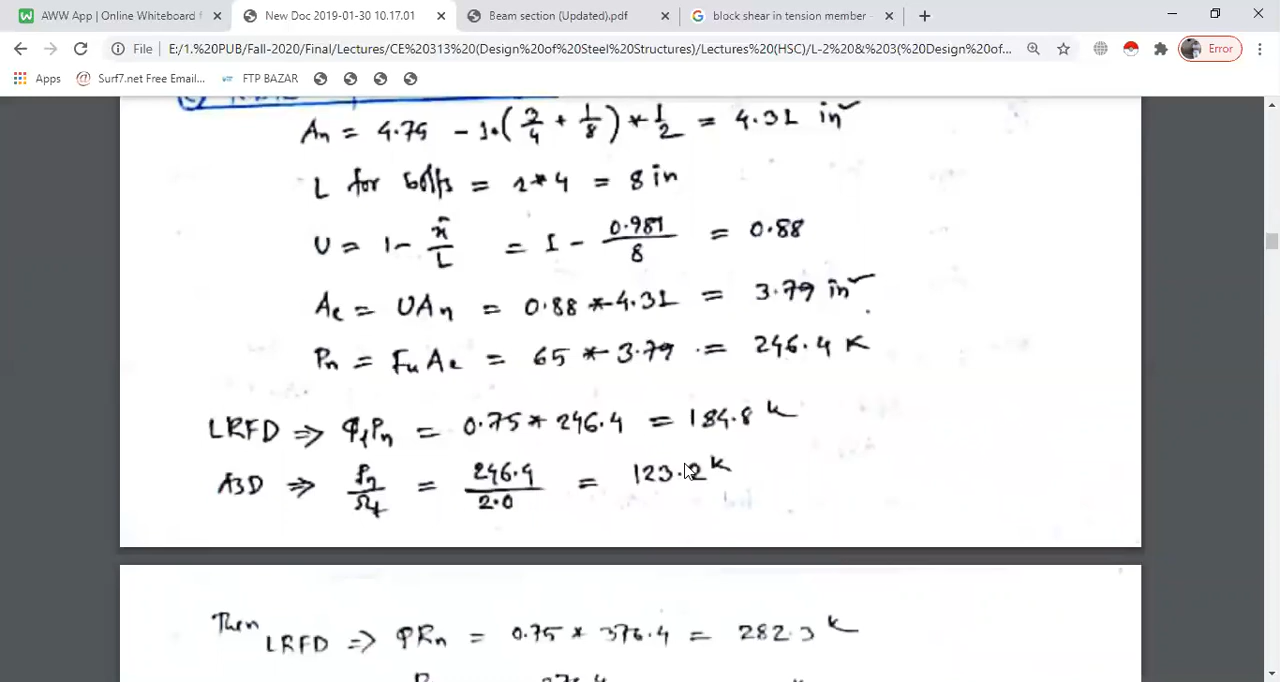 AWW App | Online Whiteboard f
New Doc 2019-01-30 10.17.01
Beam section (Updated).pdf
block shear in tension member -
File | E:/1.%20PUB/Fall-2020/Final/Lectures/CE%20313%20(Design%20of%20Steel%20Structures)/Lectures%20(HSC)/L-2%20&%203(%20Design%20of...
Error
Apps
Surf7.net Free Email...
FTP BAZAR
An = 4.75 - 1*(3/4 + 1/8) * 1/2 = 4.31 in²
L for bolts = 2*4 = 8 in
U = 1 - x̄/L = 1 - 0.987/8 = 0.88
Ae = UAn = 0.88 * 4.31 = 3.79 in²
Pn = Fu Ae = 65 * 3.79 = 246.4 K
LRFD ⇒ φt Pn = 0.75 * 246.4 = 184.8 K
ASD ⇒ Pn/Ωt = 246.4/2.0 = 123.2 K
Then
LRFD ⇒ φRn = 0.75 * 376.4 = 282.3 K